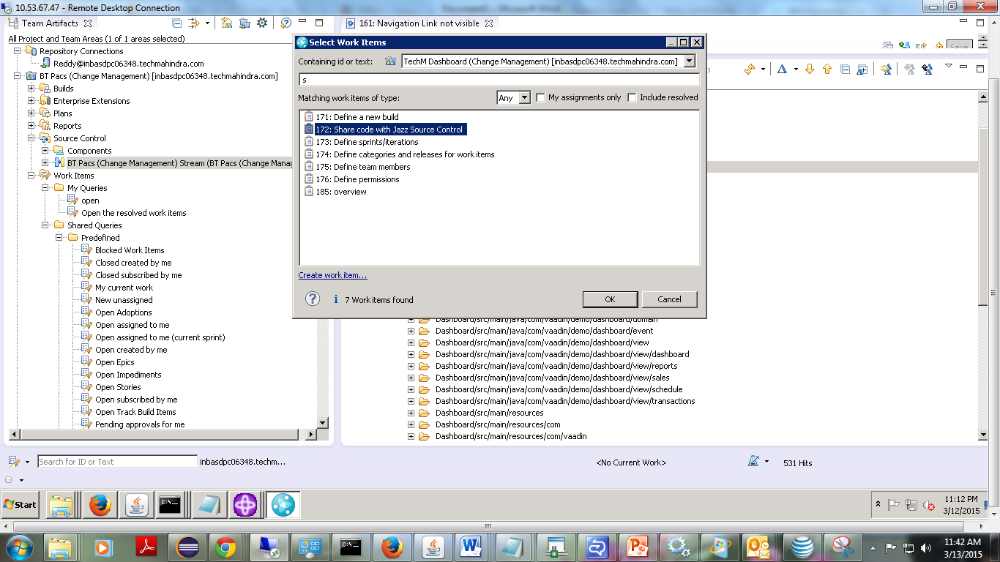 10.53.67.47 - Remote Desktop Connection
Team Artifacts
161: Navigation Link not visible
All Project and Team Areas (1 of 1 areas selected)
Save
Repository Connections
Reddy@inbasdpc06348.techmahindra.com
BT Pacs (Change Management) [inbasdpc06348.techmahindra.com]
Builds
Enterprise Extensions
Plans
Reports
Source Control
Components
BT Pacs (Change Management) Stream (BT Pacs (Change Manag
Work Items
My Queries
open
Open the resolved work items
Shared Queries
Predefined
Blocked Work Items
Closed created by me
Closed subscribed by me
My current work
New unassigned
Open Adoptions
Open assigned to me
Open assigned to me (current sprint)
Open created by me
Open Epics
Open Impediments
Open Stories
Open subscribed by me
Open Track Build Items
Pending approvals for me
Select Work Items
Containing id or text:
TechM Dashboard (Change Management) [inbasdpc06348.techmahindra.com]
s
Matching work items of type:
Any
My assignments only
Include resolved
171: Define a new build
172: Share code with Jazz Source Control
173: Define sprints/iterations
174: Define categories and releases for work items
175: Define team members
176: Define permissions
185: overview
Create work item...
7 Work items found
OK
Cancel
Dashboard/src/main/java/com/vaadin/demo/dashboard/domain
Dashboard/src/main/java/com/vaadin/demo/dashboard/event
Dashboard/src/main/java/com/vaadin/demo/dashboard/view
Dashboard/src/main/java/com/vaadin/demo/dashboard/view/dashboard
Dashboard/src/main/java/com/vaadin/demo/dashboard/view/reports
Dashboard/src/main/java/com/vaadin/demo/dashboard/view/sales
Dashboard/src/main/java/com/vaadin/demo/dashboard/view/schedule
Dashboard/src/main/java/com/vaadin/demo/dashboard/view/transactions
Dashboard/src/main/resources
Dashboard/src/main/resources/com
Dashboard/src/main/resources/com/vaadin
Search for ID or Text
inbasdpc06348.techm...
<No Current Work>
531 Hits
Start
11:12 PM
3/12/2015
11:42 AM
3/13/2015